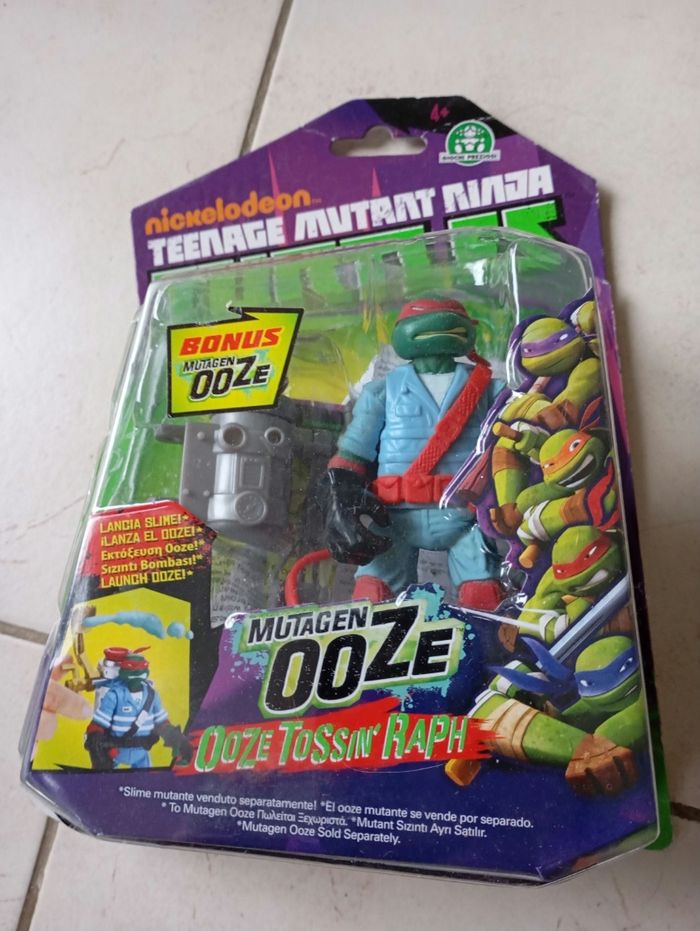 4+
GIOCHI PREZIOSI
nickelodeon™
TEENAGE MUTANT NINJA
BONUS
MUTAGEN
OOZE
LANCIA SLIME!*
¡LANZA EL OOZE!*
Εκτόξευση Ooze!*
Sızıntı Bombası!*
LAUNCH OOZE!*
MUTAGEN
OOZE
OOZE TOSSIN' RAPH
*Slime mutante venduto separatamente! *El ooze mutante se vende por separado.
* Το Mutagen Ooze Πωλείται Ξεχωριστά. *Mutant Sızıntı Ayrı Satılır.
*Mutagen Ooze Sold Separately.